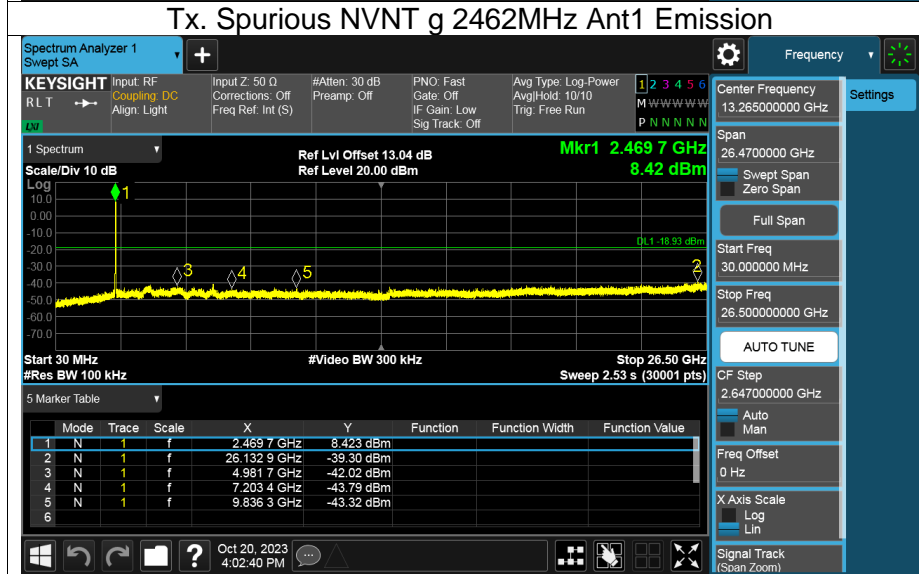 Tx. Spurious NVNT g 2462MHz Ant1 Emission
Spectrum Analyzer 1
Swept SA
+
Frequency
KEYSIGHT
RLT
LXI
Input: RF
Coupling: DC
Align: Light
Input Z: 50 Ω
Corrections: Off
Freq Ref: Int (S)
#Atten: 30 dB
Preamp: Off
PNO: Fast
Gate: Off
IF Gain: Low
Sig Track: Off
Avg Type: Log-Power
Avg|Hold: 10/10
Trig: Free Run
1 2 3 4 5 6
M W W W W W
P N N N N N
Center Frequency
13.265000000 GHz
Settings
1 Spectrum
Scale/Div 10 dB
Ref Lvl Offset 13.04 dB
Ref Level 20.00 dBm
Mkr1 2.469 7 GHz
8.42 dBm
Span
26.4700000 GHz
Swept Span
Zero Span
Full Span
Start Freq
30.000000 MHz
Stop Freq
26.500000000 GHz
AUTO TUNE
CF Step
2.647000000 GHz
Auto
Man
Freq Offset
0 Hz
X Axis Scale
Log
Lin
Signal Track
(Span Zoom)
Log
10.0
0.00
-10.0
-20.0
-30.0
-40.0
-50.0
-60.0
-70.0
1
DL1 -18.93 dBm
3
4
5
2
Start 30 MHz
#Res BW 100 kHz
#Video BW 300 kHz
Stop 26.50 GHz
Sweep 2.53 s (30001 pts)
5 Marker Table
Mode Trace Scale X Y Function Function Width Function Value
1 N 1 f 2.469 7 GHz 8.423 dBm
2 N 1 f 26.132 9 GHz -39.30 dBm
3 N 1 f 4.981 7 GHz -42.02 dBm
4 N 1 f 7.203 4 GHz -43.79 dBm
5 N 1 f 9.836 3 GHz -43.32 dBm
6
?
Oct 20, 2023
4:02:40 PM